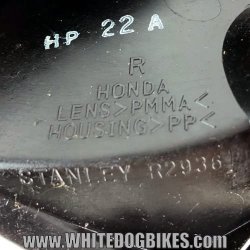 HP 22 A
R
HONDA
LENS>PMMA<
HOUSING>PP<
STANLEY R2936
WWW.WHITEDOGBIKES.COM